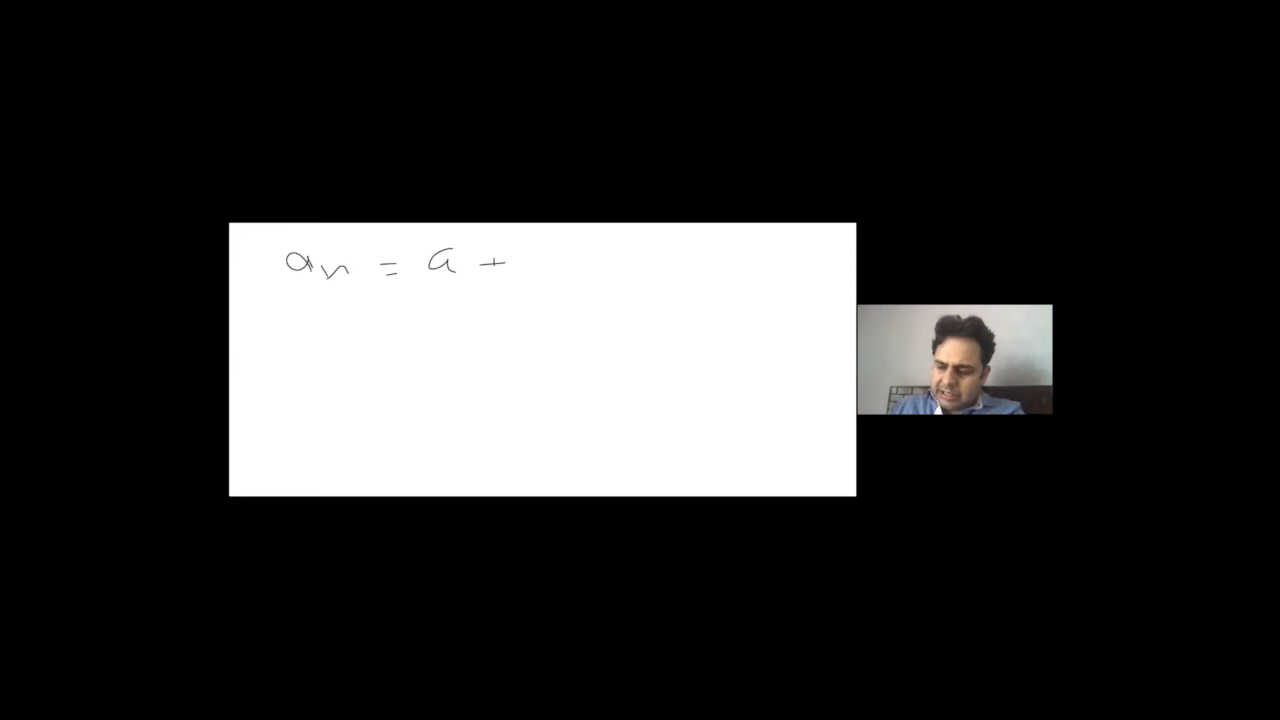 an = a +